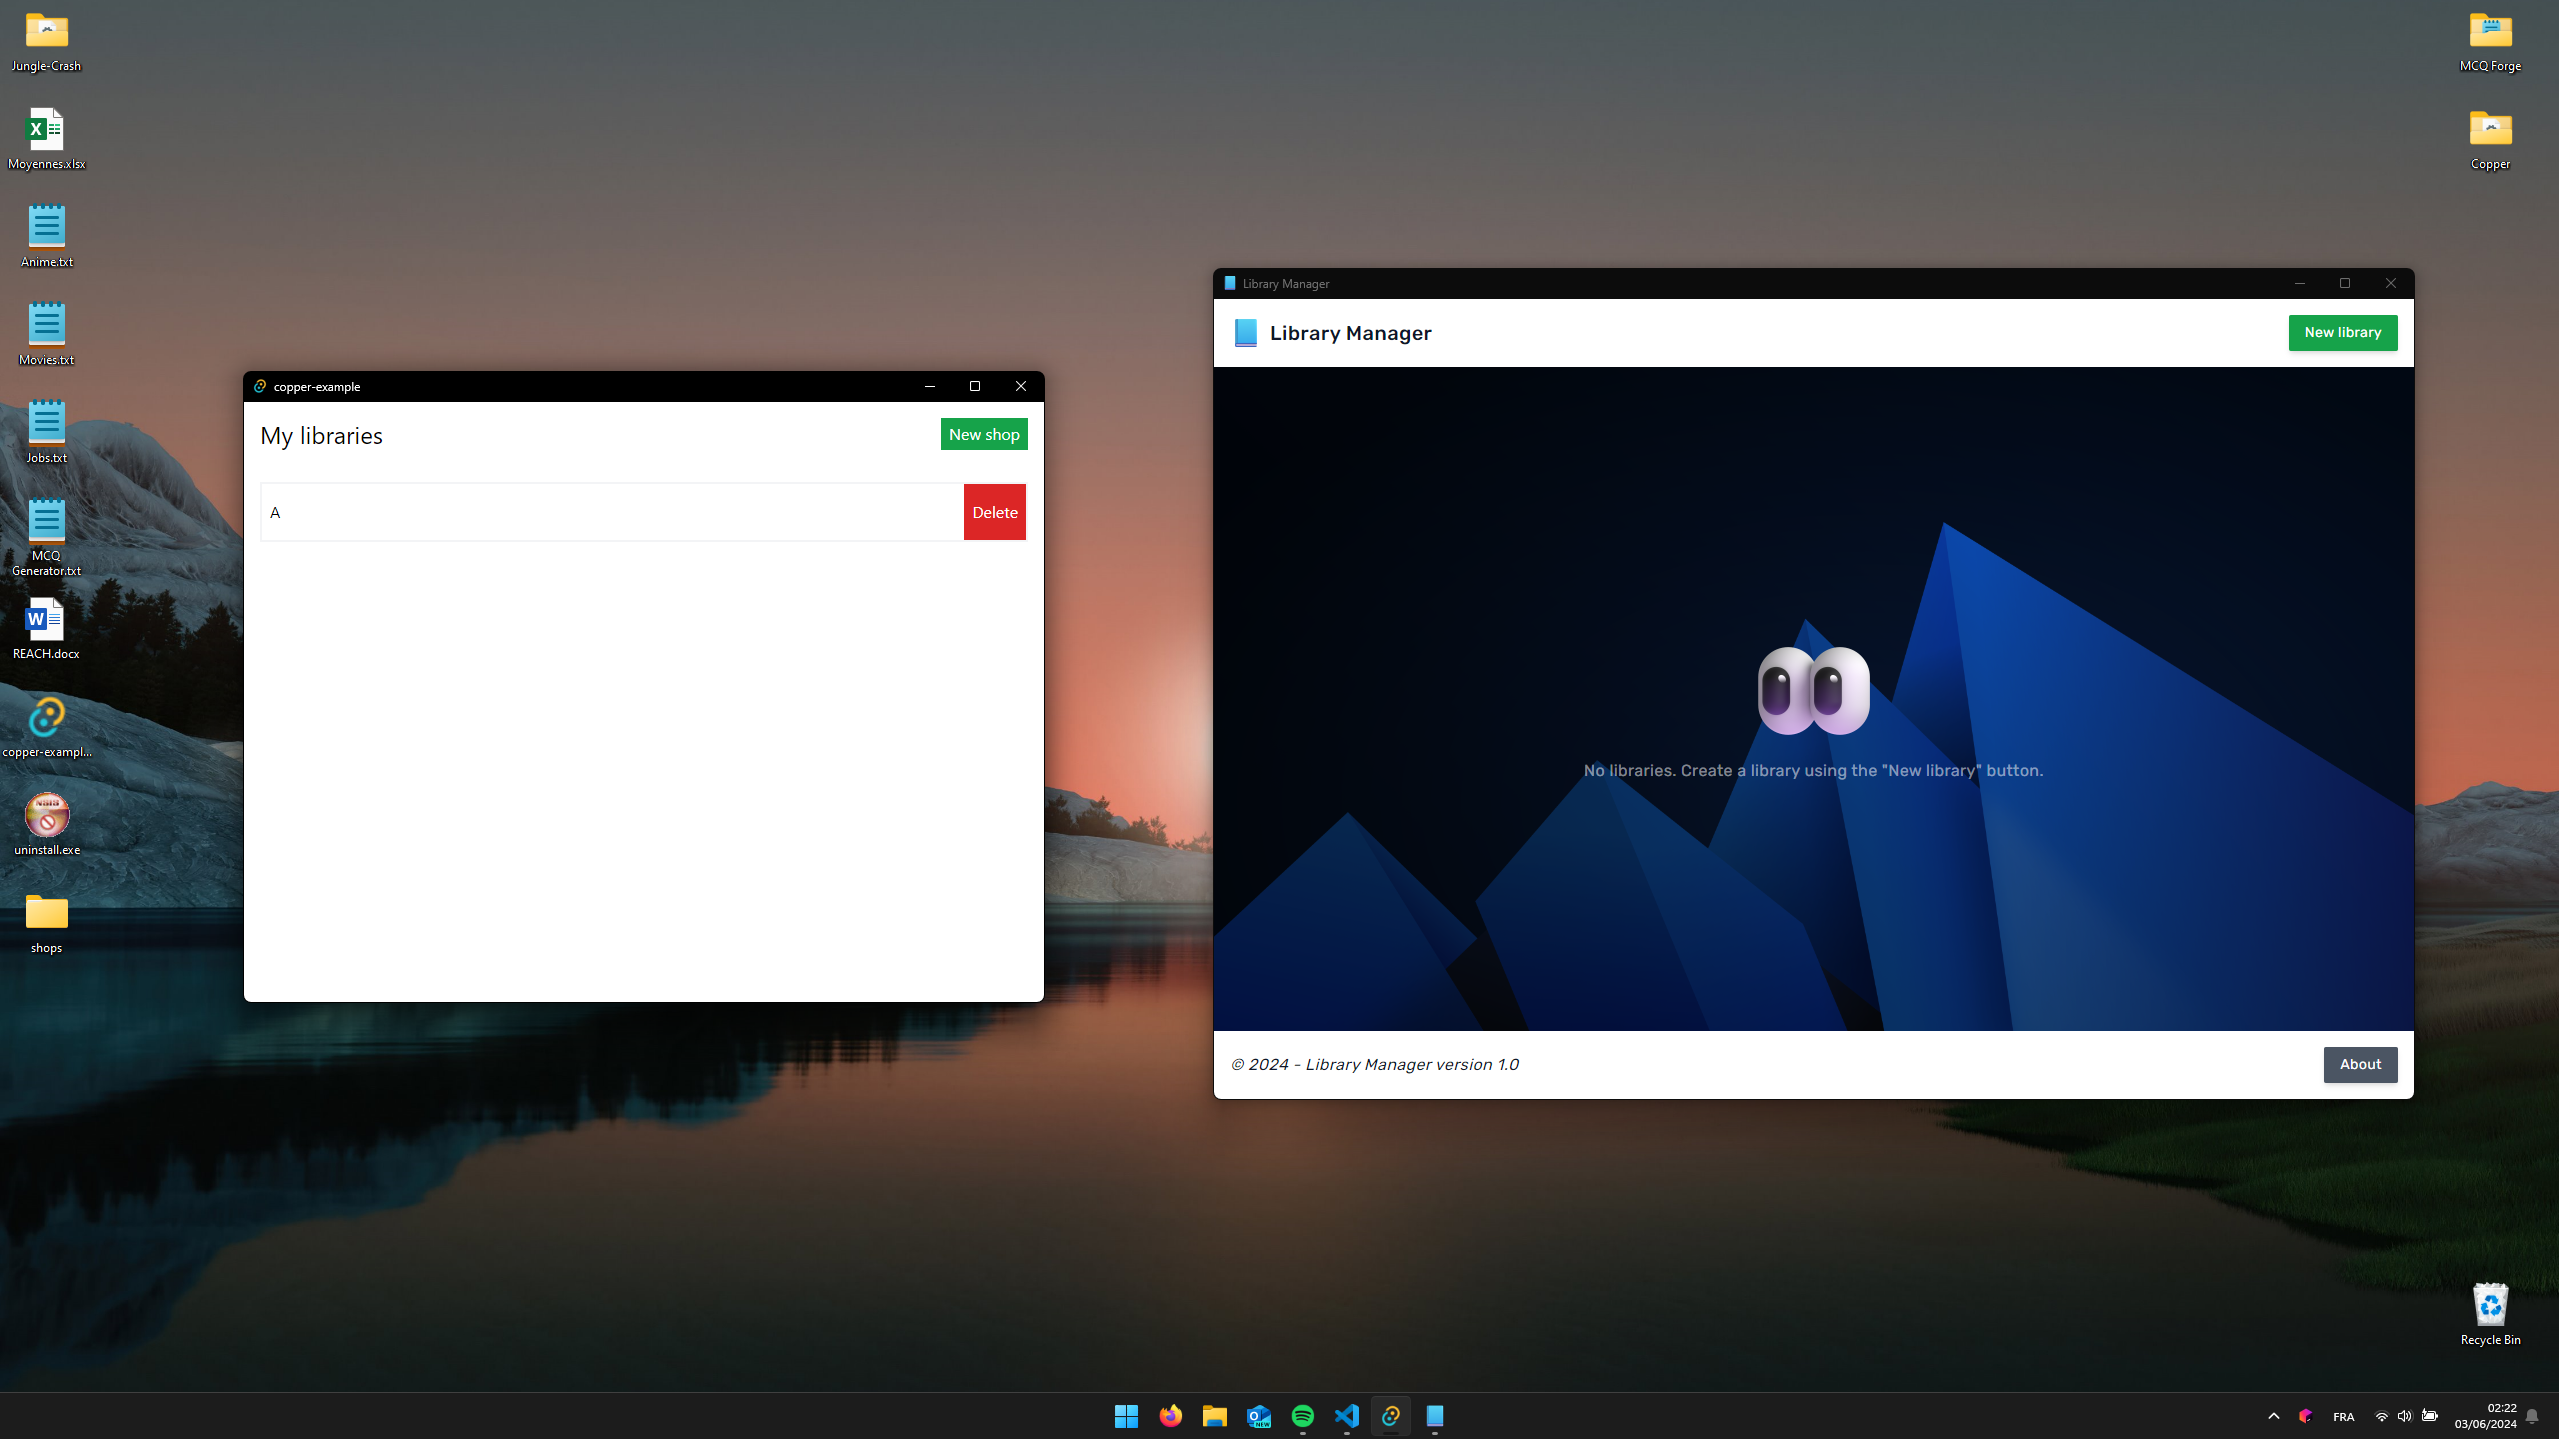 Jungle-Crash
Moyennes.xlsx
Anime.txt
Movies.txt
Jobs.txt
MCQ
Generator.txt
REACH.docx
copper-exampl...
uninstall.exe
shops
copper-example
My libraries
New shop
A
Delete
Library Manager
Library Manager
New library
No libraries. Create a library using the "New library" button.
© 2024 - Library Manager version 1.0
About
MCQ Forge
Copper
Recycle Bin
FRA
02:22
03/06/2024